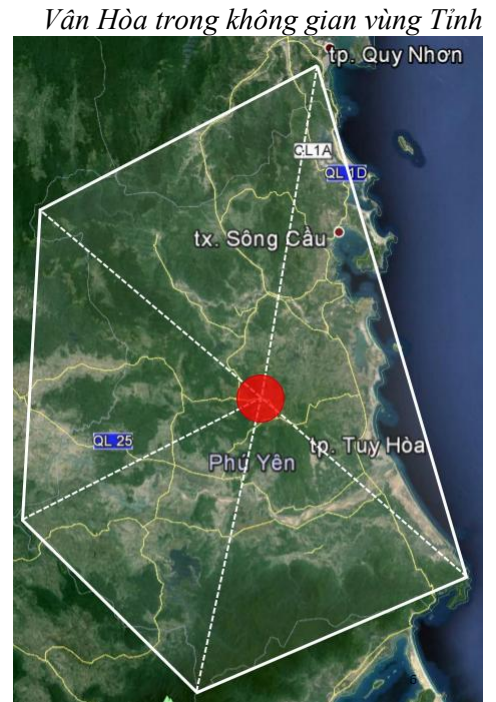 Vân Hòa trong không gian vùng Tỉnh
tp. Quy Nhơn
QL1A
QL 1D
tx. Sông Cầu
QL 25
tp. Tuy Hòa
Phú Yên
6